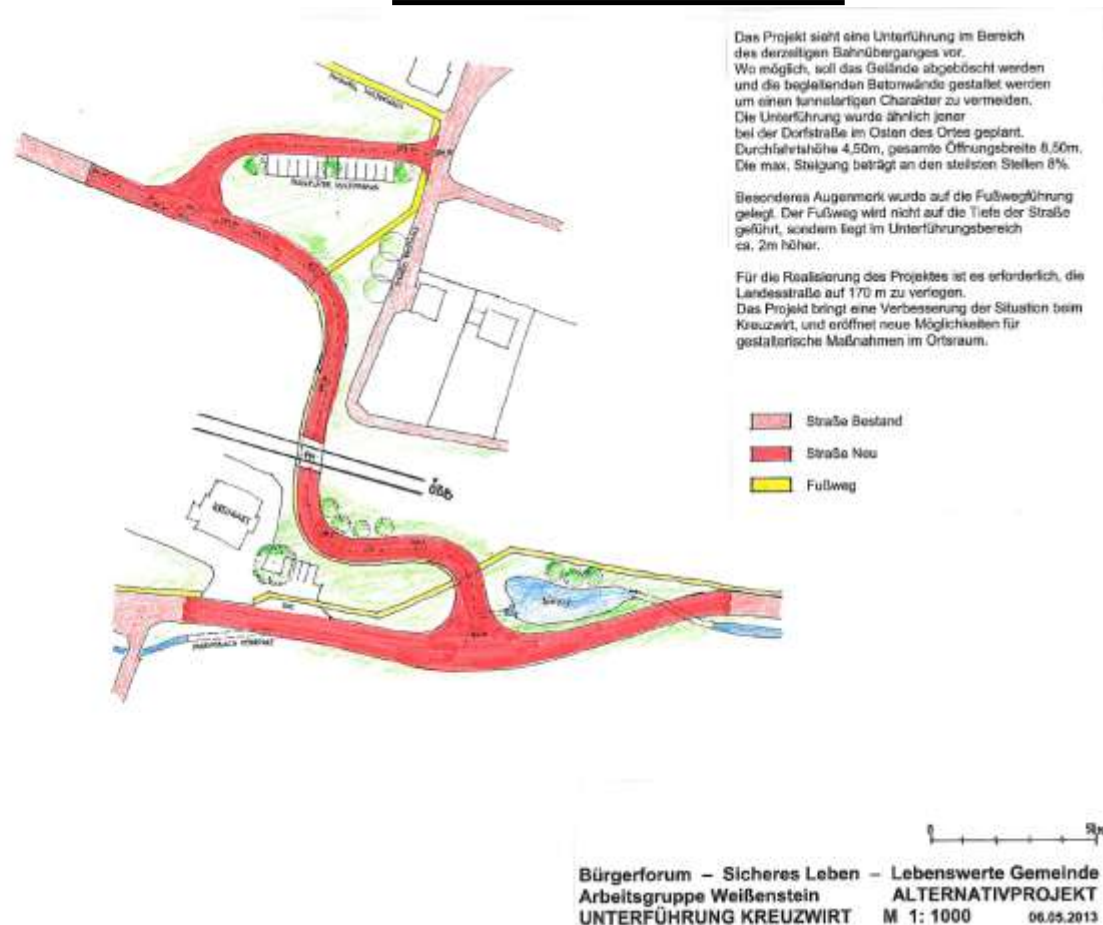 Das Projekt sieht eine Unterführung im Bereich
des derzeitigen Bahnüberganges vor.
Wo möglich, soll das Gelände abgeböscht werden
und die begleitenden Betonwände gestaltet werden
um einen tunnelartigen Charakter zu vermeiden.
Die Unterführung wurde ähnlich jener
bei der Dorfstraße im Osten des Ortes geplant.
Durchfahrtshöhe 4,50m, gesamte Öffnungsbreite 8,50m.
Die max. Steigung beträgt an den steilsten Stellen 8%.
Besonderes Augenmerk wurde auf die Fußwegführung
gelegt. Der Fußweg wird nicht auf die Tiefe der Straße
geführt, sondern liegt im Unterführungsbereich
ca. 2m höher.
Für die Realisierung des Projektes ist es erforderlich, die
Landesstraße auf 170 m zu verlegen.
Das Projekt bringt eine Verbesserung der Situation beim
Kreuzwirt, und eröffnet neue Möglichkeiten für
gestalterische Maßnahmen im Ortsraum.
Straße Bestand
Straße Neu
Fußweg
ÖBB
0
Bürgerforum – Sicheres Leben – Lebenswerte Gemeinde
Arbeitsgruppe Weißenstein ALTERNATIVPROJEKT
UNTERFÜHRUNG KREUZWIRT M 1: 1000 06.05.2013